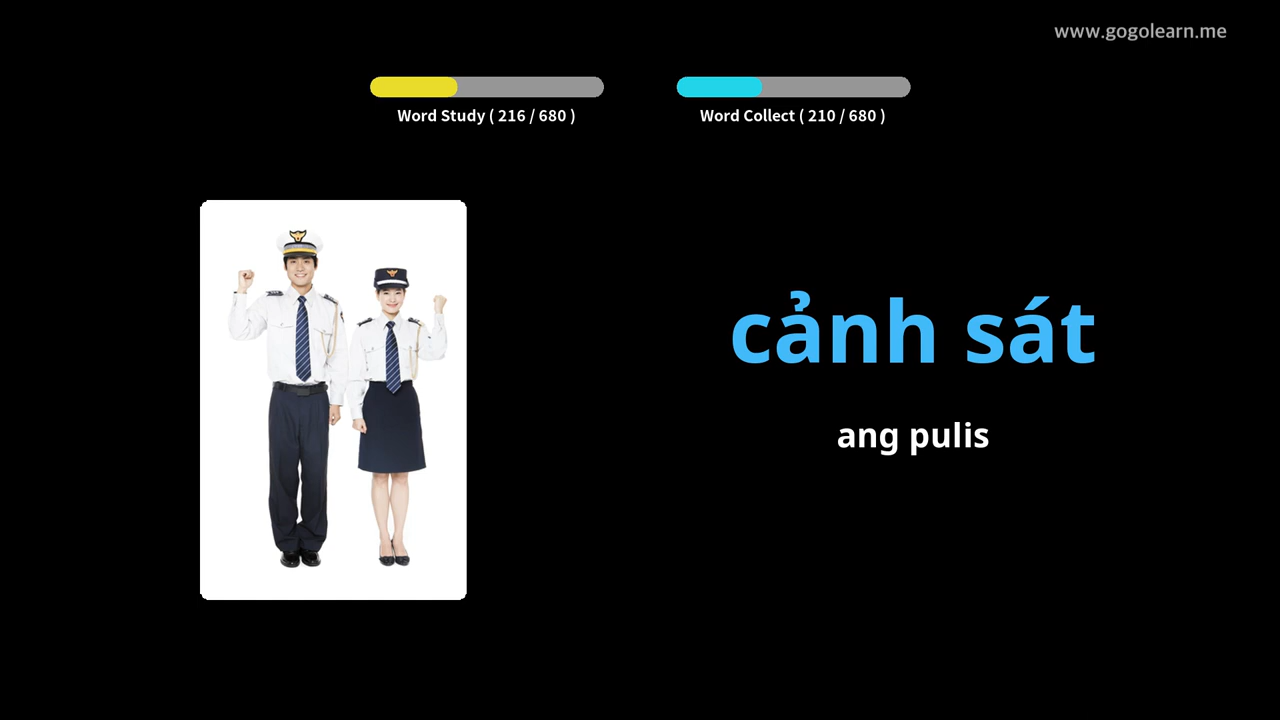 www.gogolearn.me
Word Study ( 216 / 680 )
Word Collect ( 210 / 680 )
cảnh sát
ang pulis